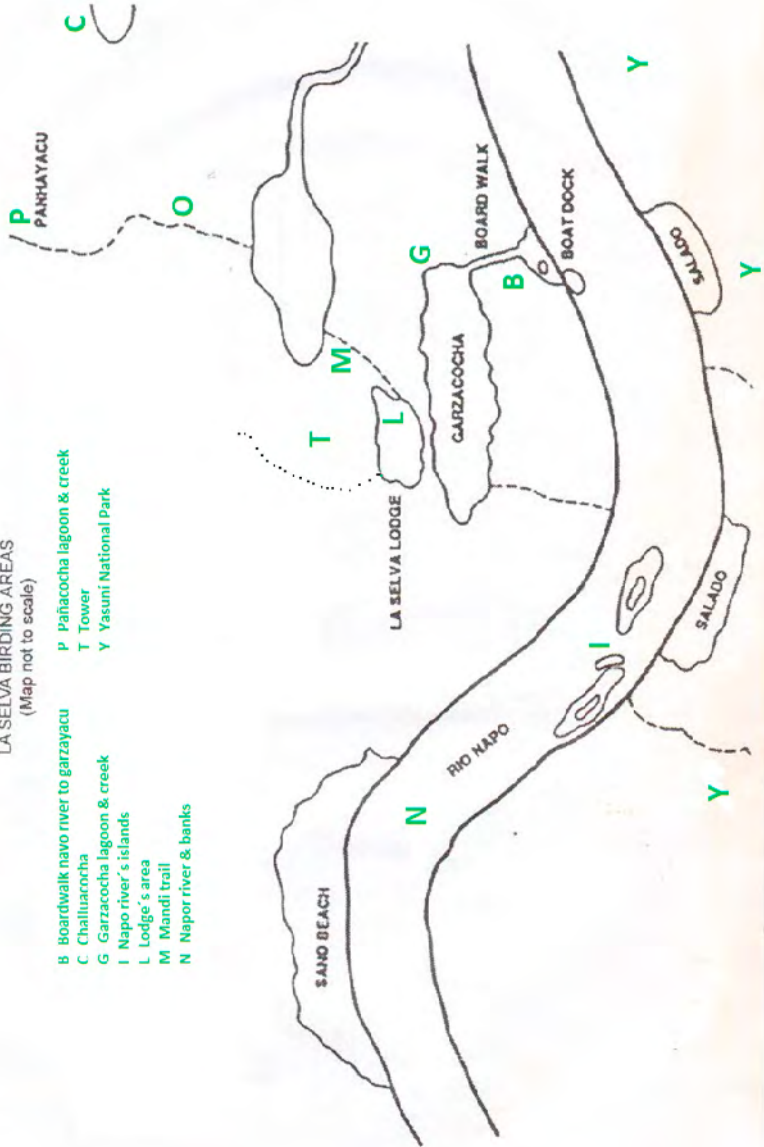 LA SELVA BIRDING AREAS
(Map not to scale)
B Boardwalk navo river to garzayacu
C Challuacocha
G Garzacocha lagoon & creek
I Napo river´s islands
L Lodge´s area
M Mandi trail
N Napor river & banks
P Pañacocha lagoon & creek
T Tower
Y Yasuní National Park
C
P
PANHAYACU
O
M
T
L
LA SELVA LODGE
G
GARZACOCHA
BOARD WALK
B
BOAT DOCK
SAND BEACH
N
RIO NAPO
I
SALADO
SALADO
Y
Y
Y